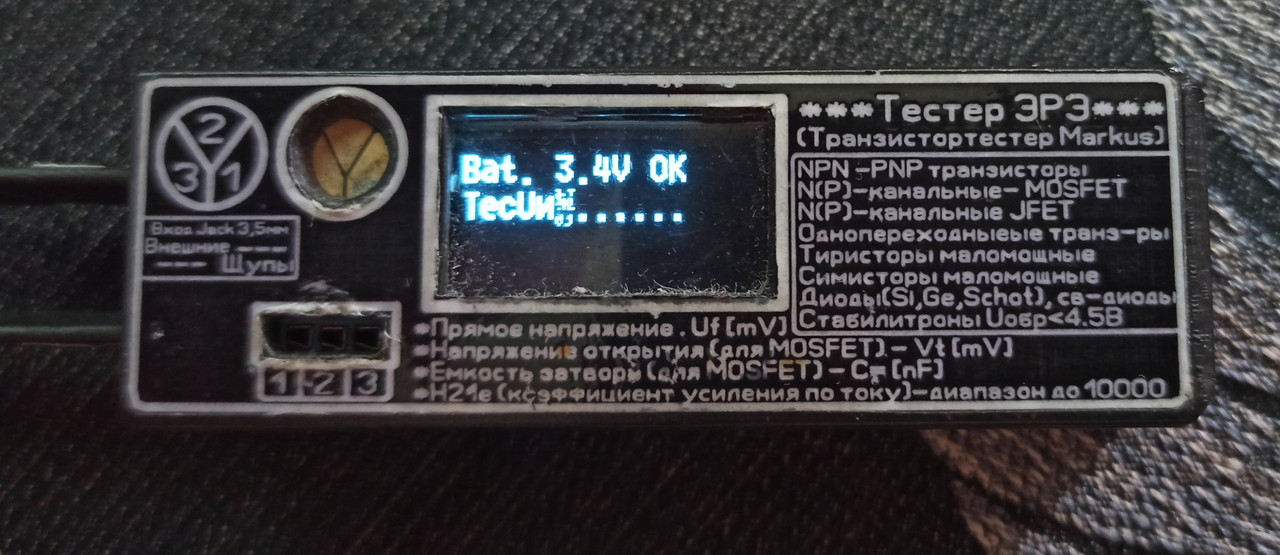 2
3 1
Вход Jack 3,5мм
Внешние ---
--- Щупы
1 2 3
Bat. 3.4V OK
ТесUи.......
***Тестер ЭРЭ***
(Транзистортестер Markus)
NPN -PNP транзисторы
N(P)-канальные- MOSFET
N(P)-канальные JFET
Однопереходныеые транз-ры
Тиристоры маломощные
Симисторы маломощные
Диоды(Si,Ge,Schot), св-диоды
Стабилитроны Uобр<4.5В
*Прямое напряжение . Uf [mV]
*Напряжение открытия (для MOSFET) - Vt [mV]
*Емкость затвора (для MOSFET) - C= [nF]
*H21e (коэффициент усиления по току)-диапазон до 10000